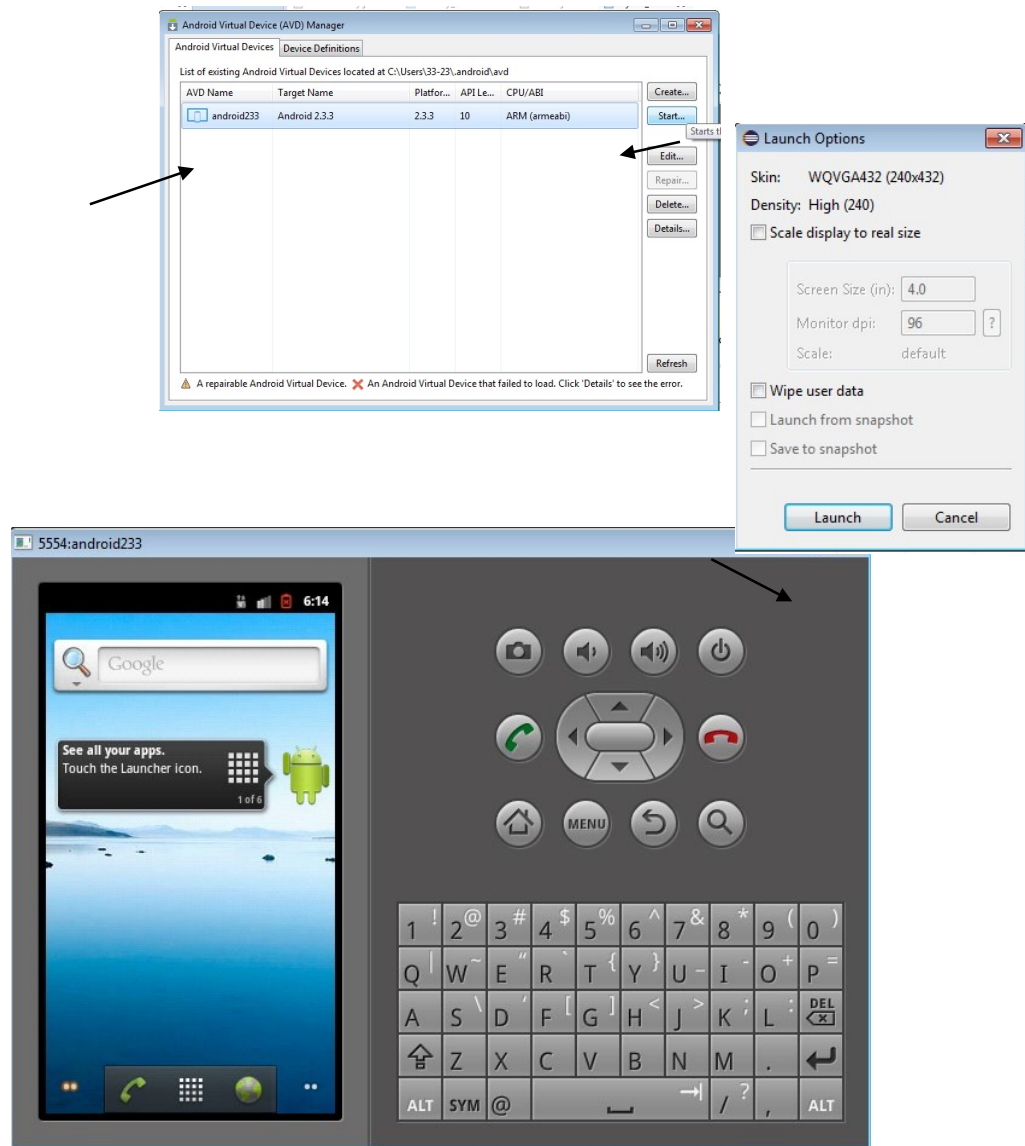 Android Virtual Device (AVD) Manager
Android Virtual Devices Device Definitions
List of existing Android Virtual Devices located at C:\Users\33-23\.android\avd
AVD Name Target Name Platfor... API Le... CPU/ABI
android233 Android 2.3.3 2.3.3 10 ARM (armeabi)
Create...
Start...
Starts
Edit...
Repair...
Delete...
Details...
Refresh
A repairable Android Virtual Device. An Android Virtual Device that failed to load. Click 'Details' to see the error.
Launch Options
Skin: WQVGA432 (240x432)
Density: High (240)
Scale display to real size
Screen Size (in): 4.0
Monitor dpi: 96 ?
Scale: default
Wipe user data
Launch from snapshot
Save to snapshot
Launch Cancel
5554:android233
6:14
Google
See all your apps.
Touch the Launcher icon.
1 of 6
MENU
1 ! 2 @ 3 # 4 $ 5 % 6 ^ 7 & 8 * 9 ( 0 )
Q | W ~ E " R ` T { Y } U _ I - O + P =
A S \ D ' F [ G ] H < J > K ; L : DEL
Z X C V B N M .
ALT SYM @ / ? , ALT